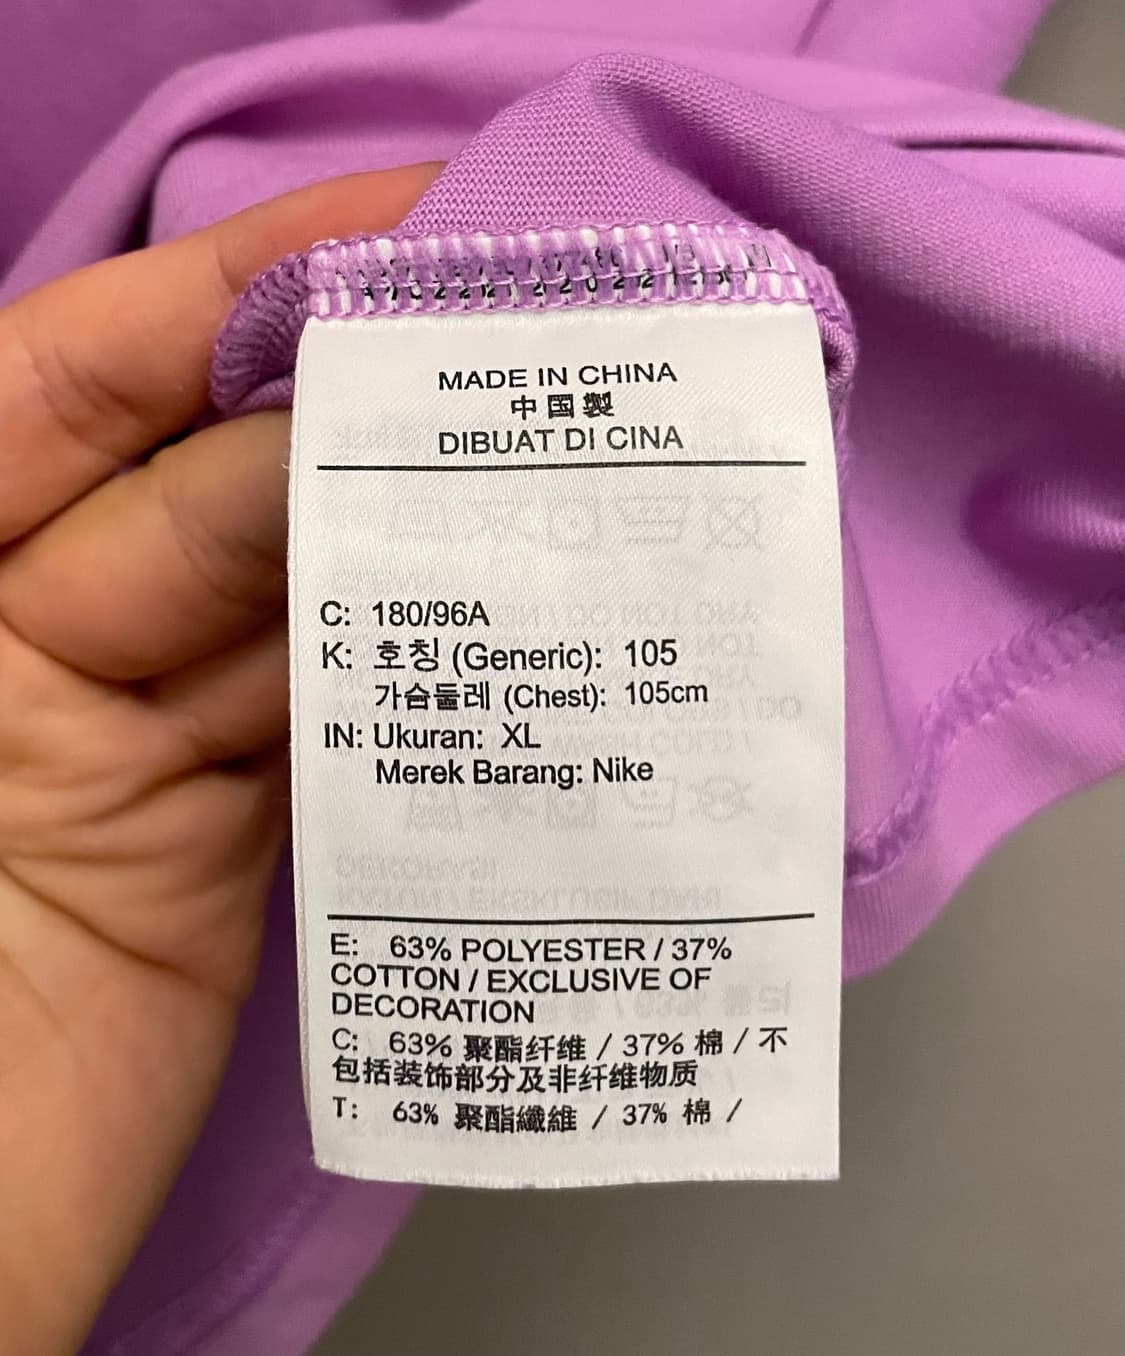 MADE IN CHINA
中国製
DIBUAT DI CINA
C: 180/96A
K: 호칭 (Generic): 105
가슴둘레 (Chest): 105cm
IN: Ukuran: XL
Merek Barang: Nike
E: 63% POLYESTER / 37%
COTTON / EXCLUSIVE OF
DECORATION
C: 63% 聚酯纤维 / 37% 棉 / 不
包括装饰部分及非纤维物质
T: 63% 聚酯纖維 / 37% 棉 /